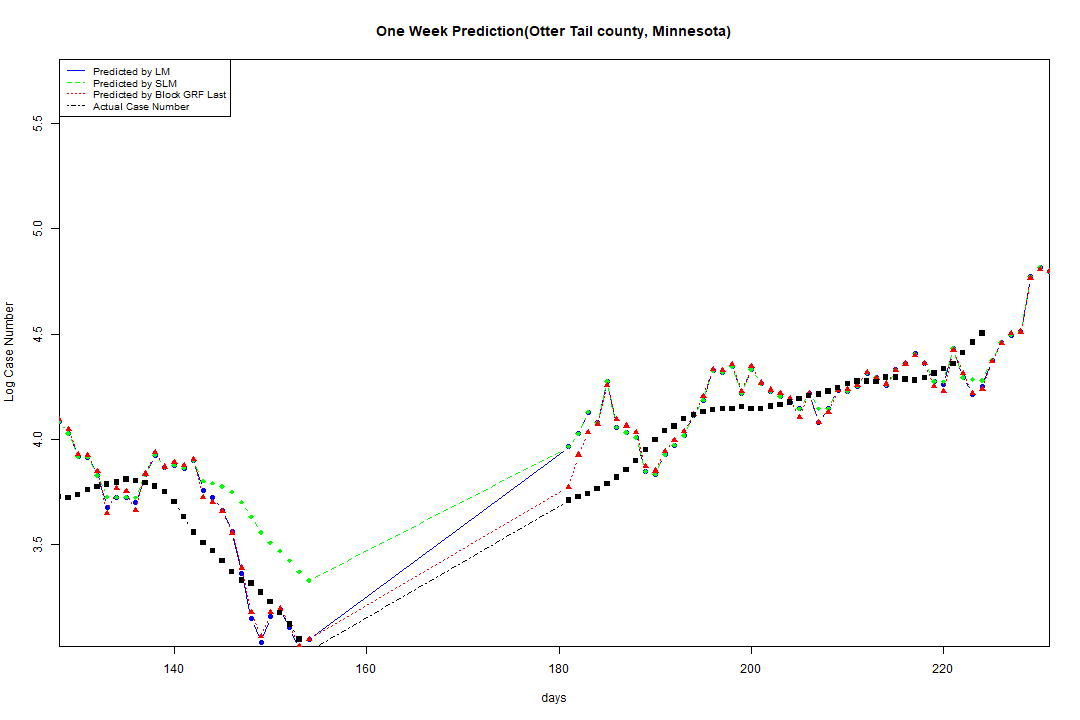 One Week Prediction(Otter Tail county, Minnesota)
Predicted by LM
Predicted by SLM
Predicted by Block GRF Last
Actual Case Number
5.5
5.0
4.5
4.0
3.5
Log Case Number
140
160
180
200
220
days